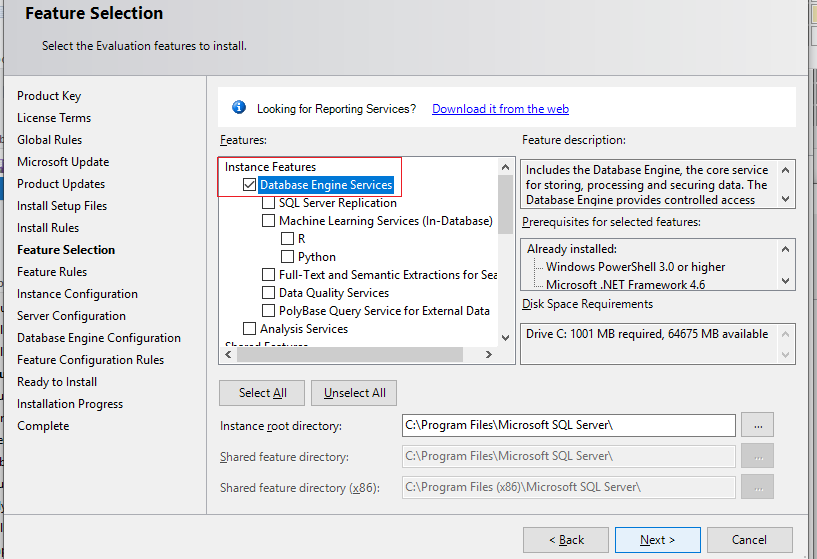 Feature Selection
Select the Evaluation features to install.
Product Key
License Terms
Global Rules
Microsoft Update
Product Updates
Install Setup Files
Install Rules
Feature Selection
Feature Rules
Instance Configuration
Server Configuration
Database Engine Configuration
Feature Configuration Rules
Ready to Install
Installation Progress
Complete
Looking for Reporting Services? Download it from the web
Features:
Instance Features
Database Engine Services
SQL Server Replication
Machine Learning Services (In-Database)
R
Python
Full-Text and Semantic Extractions for Sea
Data Quality Services
PolyBase Query Service for External Data
Analysis Services
Shared Features
Feature description:
Includes the Database Engine, the core service
for storing, processing and securing data. The
Database Engine provides controlled access
Prerequisites for selected features:
Already installed:
Windows PowerShell 3.0 or higher
Microsoft .NET Framework 4.6
Disk Space Requirements
Drive C: 1001 MB required, 64675 MB available
Select All
Unselect All
Instance root directory:
C:\Program Files\Microsoft SQL Server\
...
Shared feature directory:
C:\Program Files\Microsoft SQL Server\
...
Shared feature directory (x86):
C:\Program Files (x86)\Microsoft SQL Server\
...
< Back
Next >
Cancel